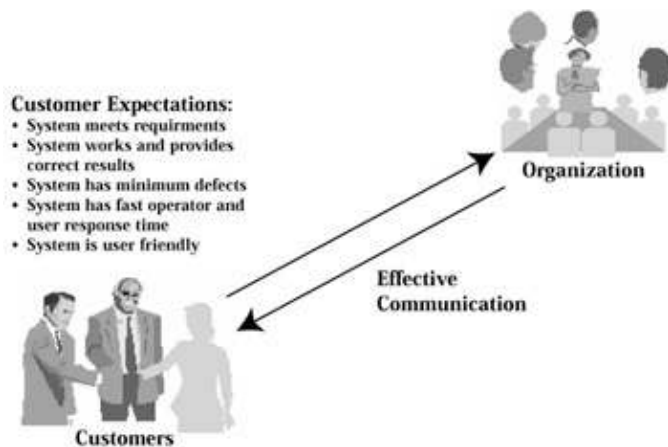 Customer Expectations:
• System meets requirments
• System works and provides
correct results
• System has minimum defects
• System has fast operator and
user response time
• System is user friendly
Organization
Effective
Communication
Customers